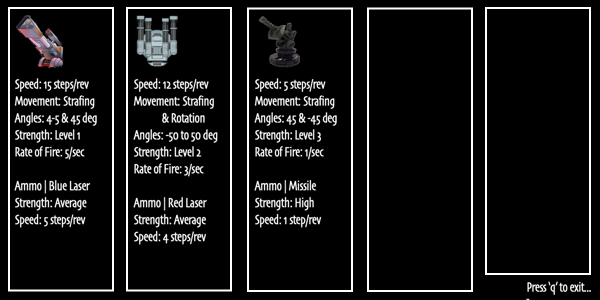 Speed: 15 steps/rev
Movement: Strafing
Angles: 4-5 & 45 deg
Strength: Level 1
Rate of Fire: 5/sec
Ammo | Blue Laser
Strength: Average
Speed: 5 steps/rev
Speed: 12 steps/rev
Movement: Strafing
& Rotation
Angles: -50 to 50 deg
Strength: Level 2
Rate of Fire: 3/sec
Ammo | Red Laser
Strength: Average
Speed: 4 steps/rev
Speed: 5 steps/rev
Movement: Strafing
Angles: 45 & -45 deg
Strength: Level 3
Rate of Fire: 1/sec
Ammo | Missile
Strength: High
Speed: 1 step/rev
Press 'q' to exit...